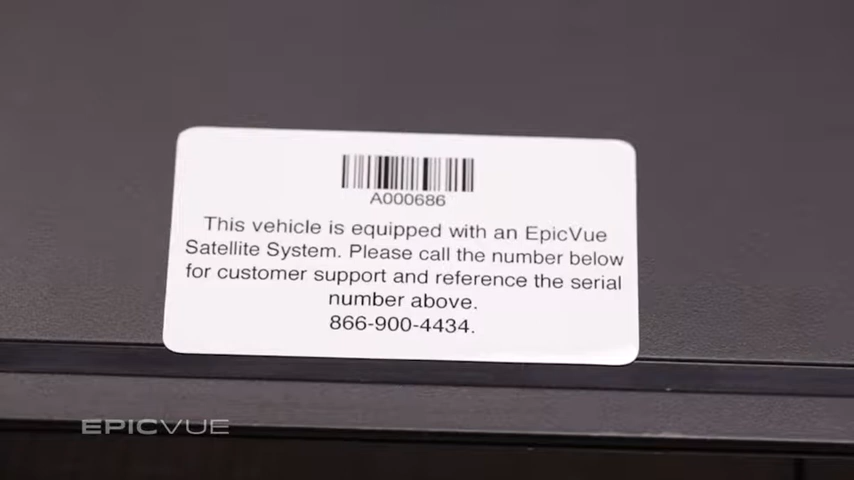 A000686
This vehicle is equipped with an EpicVue
Satellite System. Please call the number below
for customer support and reference the serial
number above.
866-900-4434.
EPICVUE